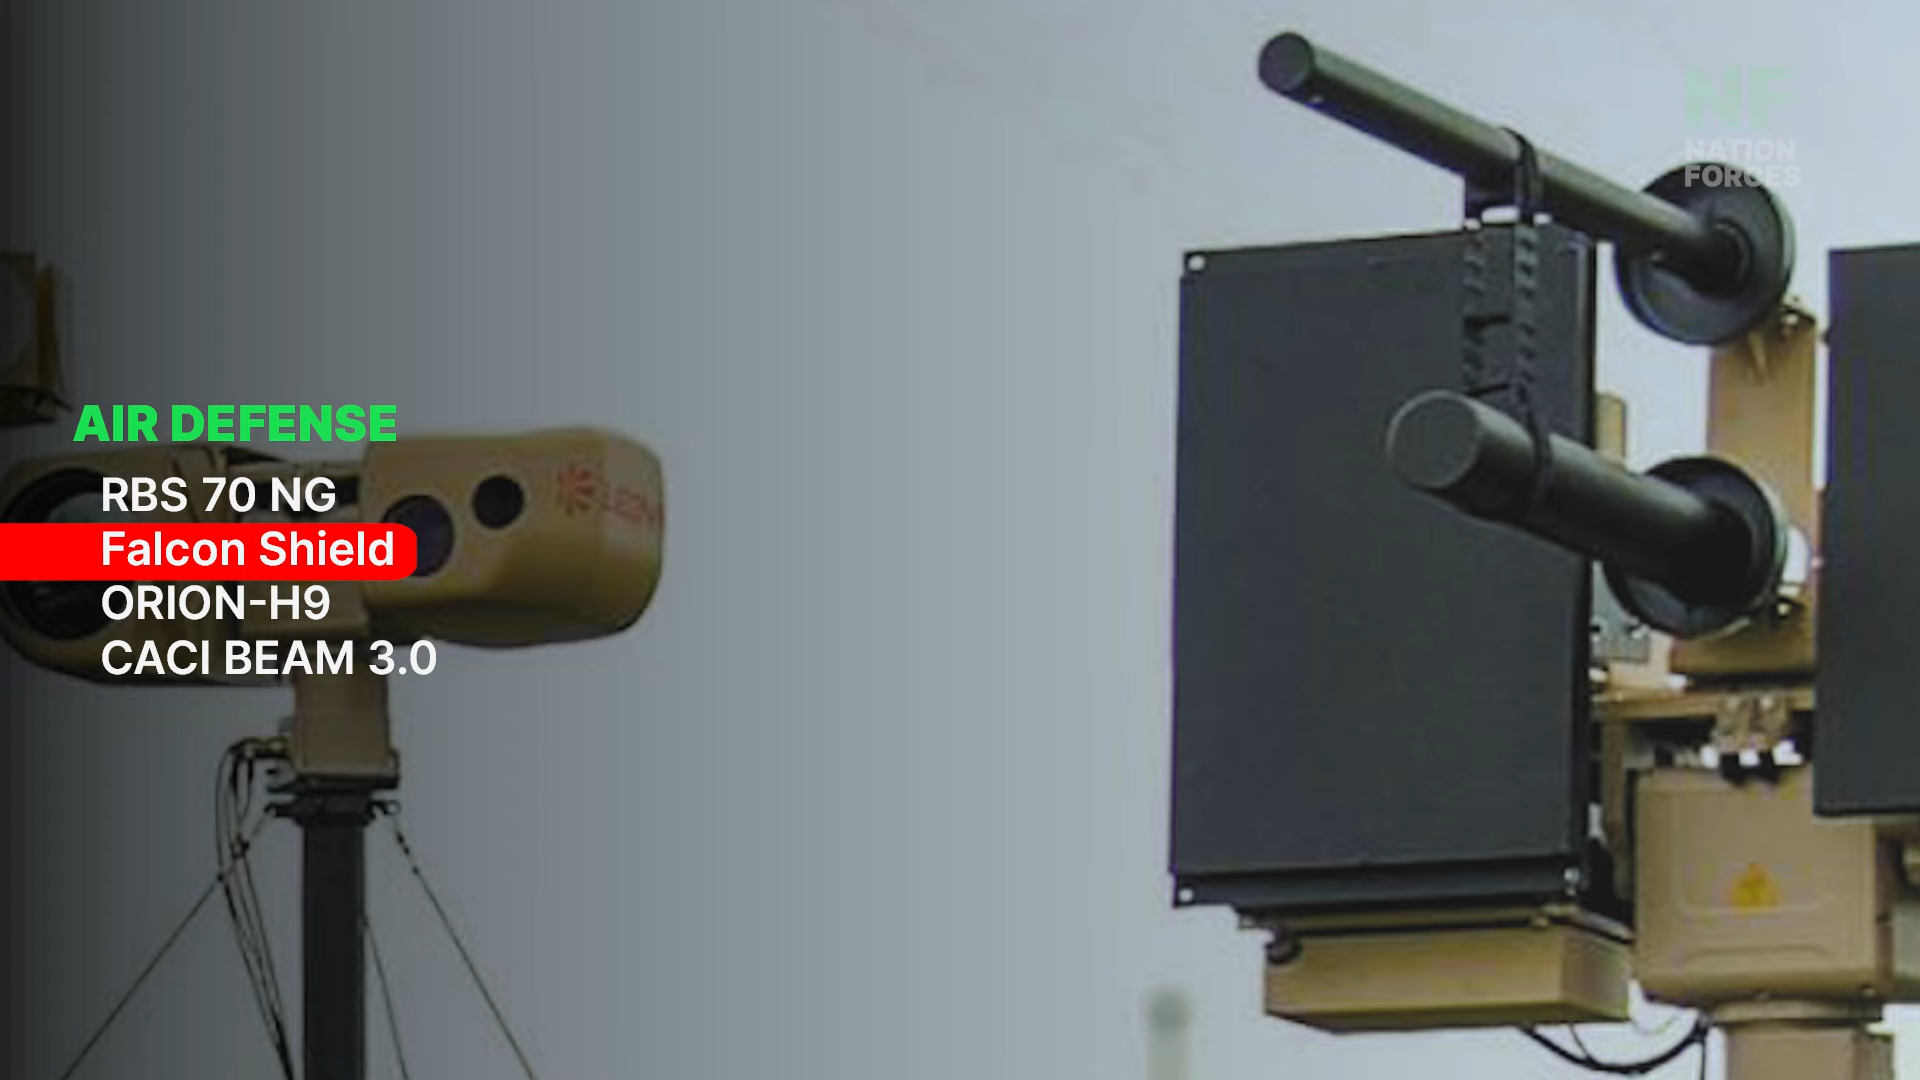 NF
NATION
FORCES
AIR DEFENSE
RBS 70 NG
Falcon Shield
ORION-H9
CACI BEAM 3.0